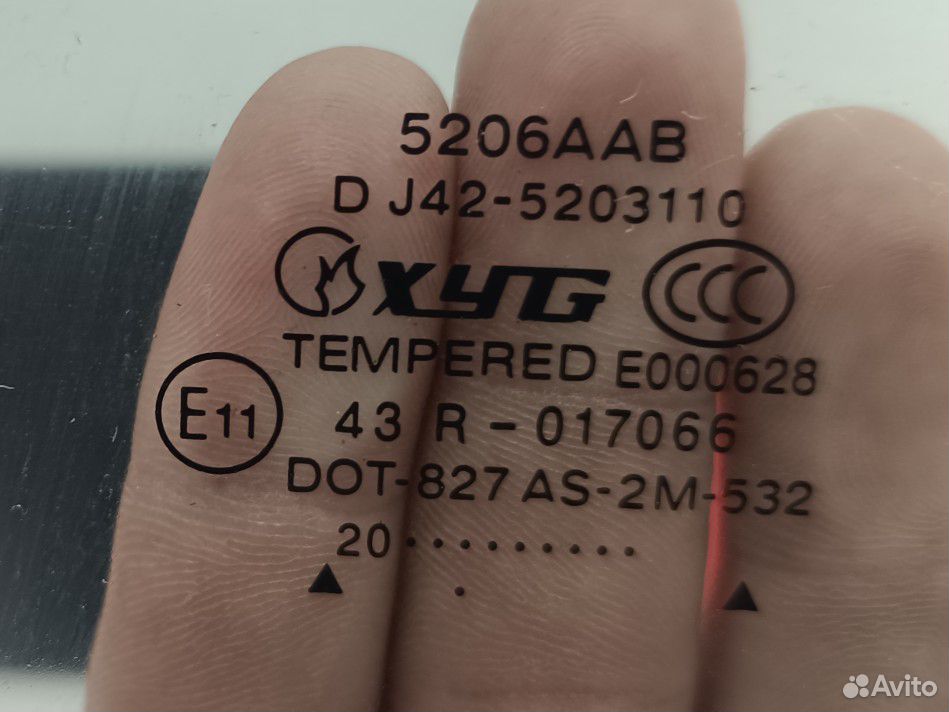 5206AAB
D J42-5203110
XYG CCC
TEMPERED E000628
E11 43 R - 017066
DOT-827 AS-2M-532
20 .........
.
Avito